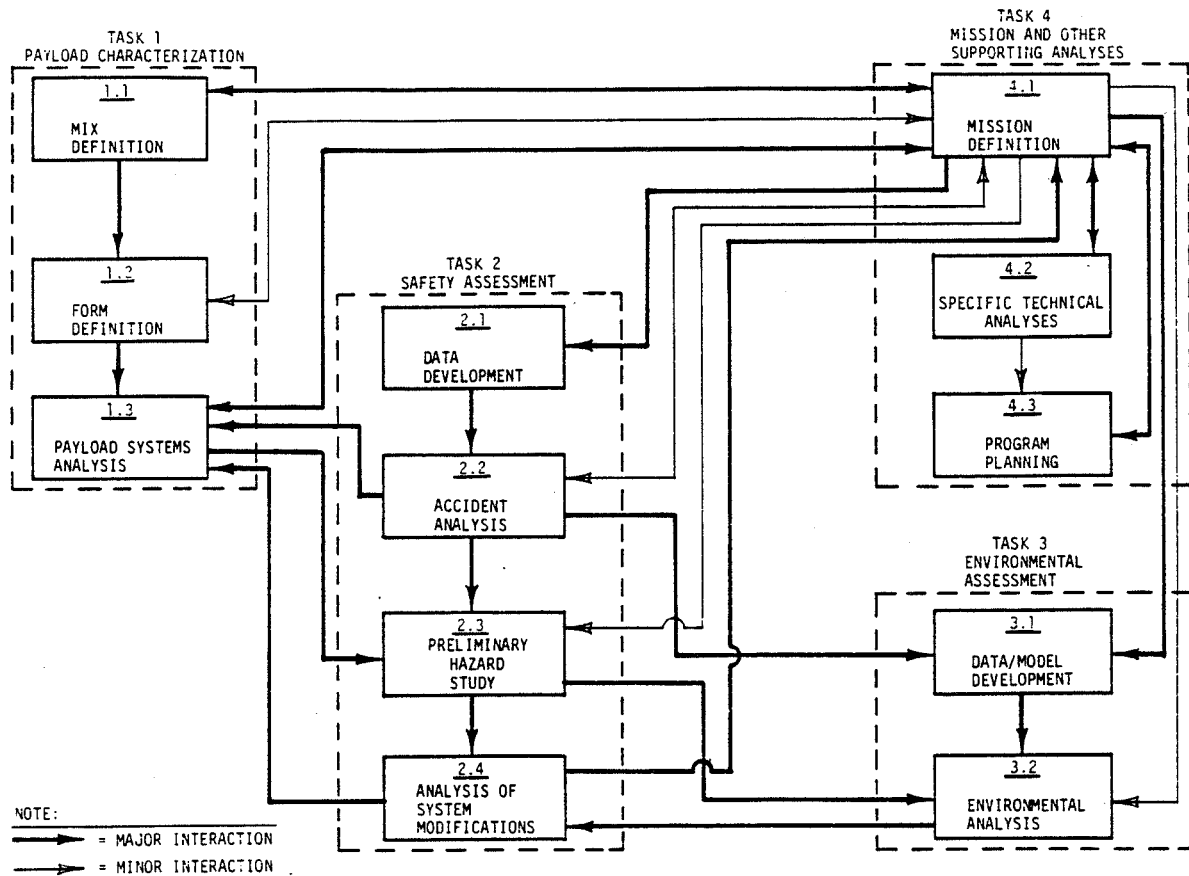 TASK 1
PAYLOAD CHARACTERIZATION
1.1
MIX
DEFINITION
1.2
FORM
DEFINITION
1.3
PAYLOAD SYSTEMS
ANALYSIS
TASK 2
SAFETY ASSESSMENT
2.1
DATA
DEVELOPMENT
2.2
ACCIDENT
ANALYSIS
2.3
PRELIMINARY
HAZARD
STUDY
2.4
ANALYSIS OF
SYSTEM
MODIFICATIONS
TASK 4
MISSION AND OTHER
SUPPORTING ANALYSES
4.1
MISSION
DEFINITION
4.2
SPECIFIC TECHNICAL
ANALYSES
4.3
PROGRAM
PLANNING
TASK 3
ENVIRONMENTAL
ASSESSMENT
3.1
DATA/MODEL
DEVELOPMENT
3.2
ENVIRONMENTAL
ANALYSIS
NOTE:
= MAJOR INTERACTION
= MINOR INTERACTION